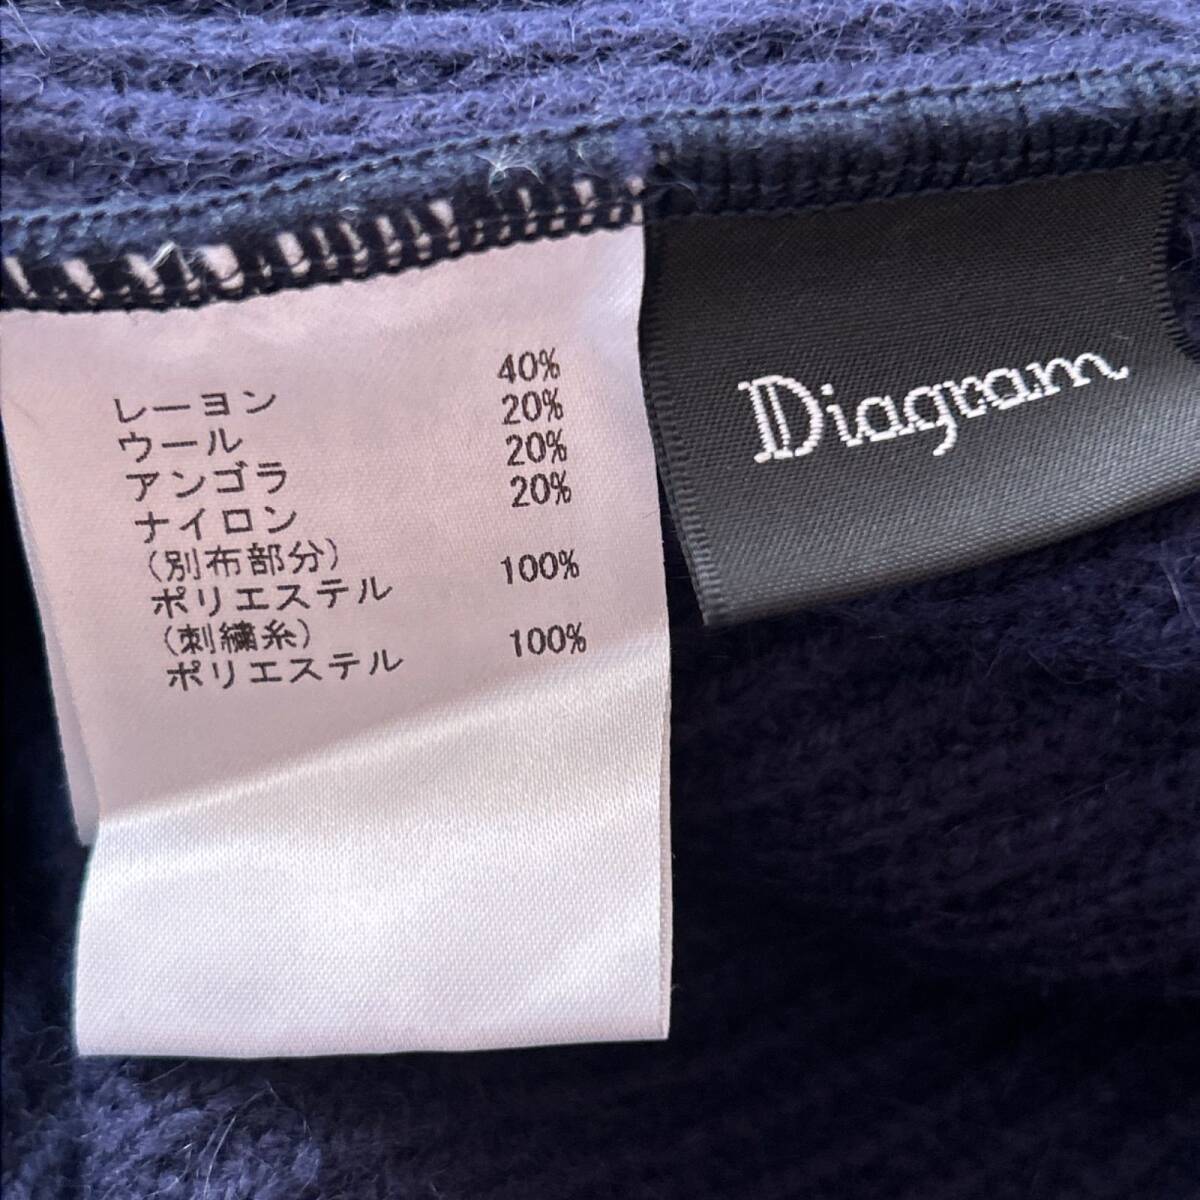 レーヨン 40%
ウール 20%
アンゴラ 20%
ナイロン 20%
(別布部分)
ポリエステル 100%
(刺繍糸)
ポリエステル 100%
Diagram